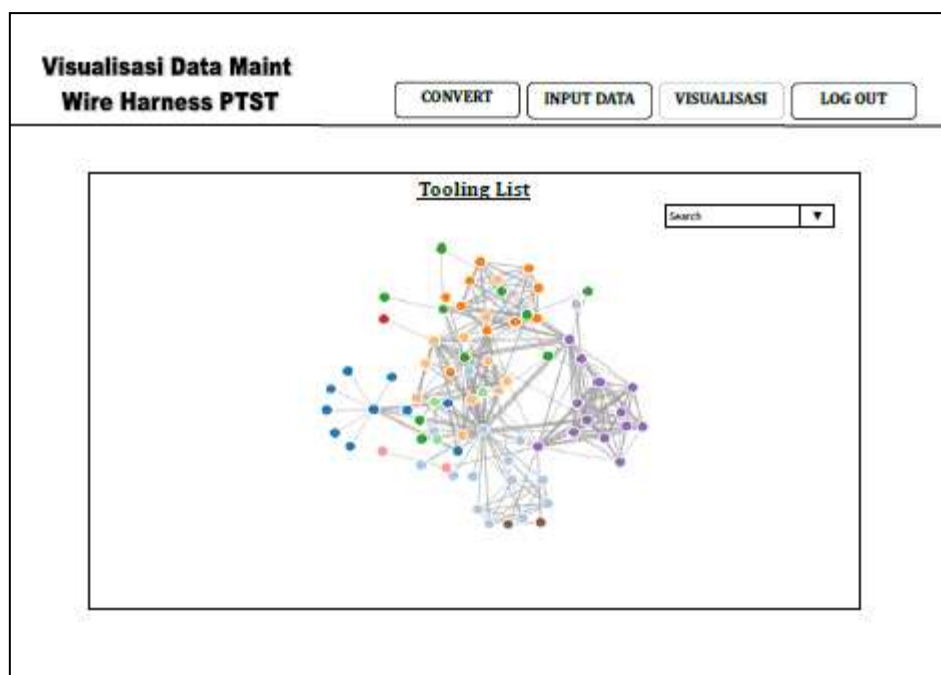 Visualisasi Data Maint
Wire Harness PTST
CONVERT
INPUT DATA
VISUALISASI
LOG OUT
Tooling List
Search